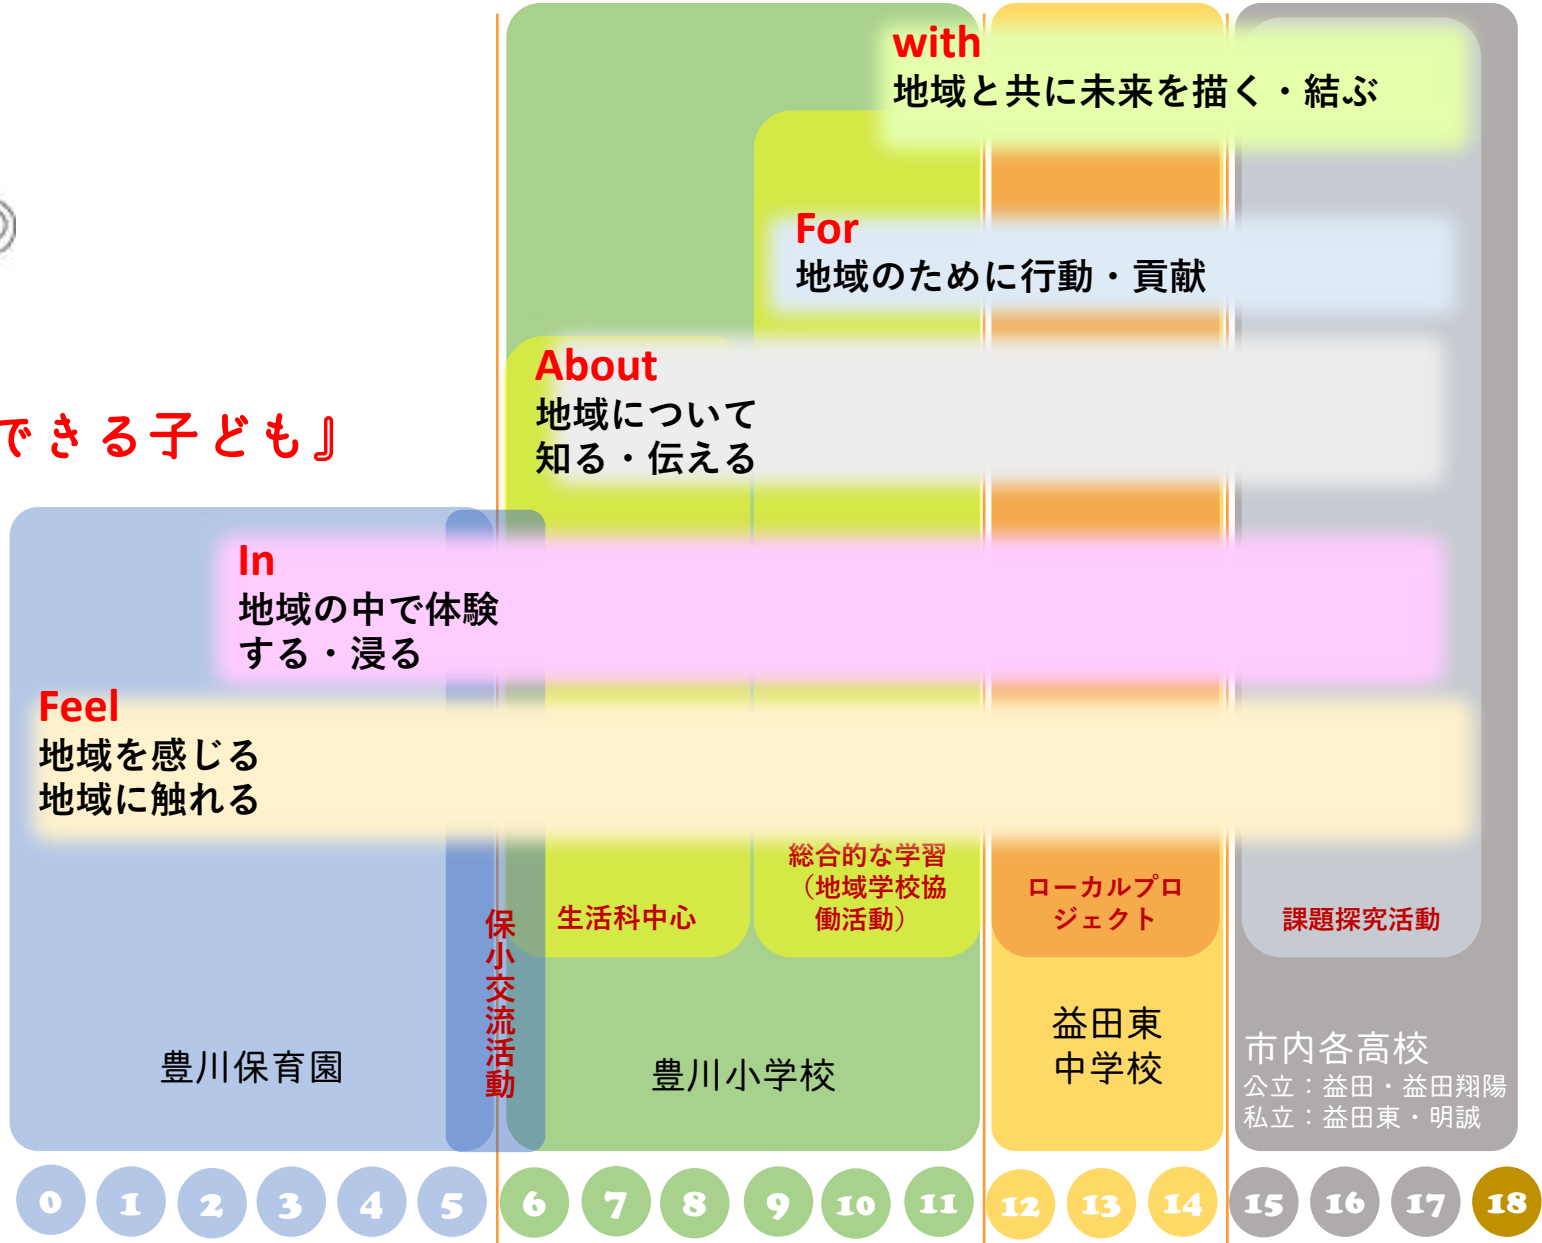 with
地域と共に未来を描く・結ぶ
For
地域のために行動・貢献
About
地域について
知る・伝える
できる子ども』
In
地域の中で体験
する・浸る
Feel
地域を感じる
地域に触れる
総合的な学習
（地域学校協
働活動）
生活科中心
ローカルプロ
ジェクト
課題探究活動
保小交流活動
豊川保育園
豊川小学校
益田東
中学校
市内各高校
公立：益田・益田翔陽
私立：益田東・明誠
0 1 2 3 4 5 6 7 8 9 10 11 12 13 14 15 16 17 18